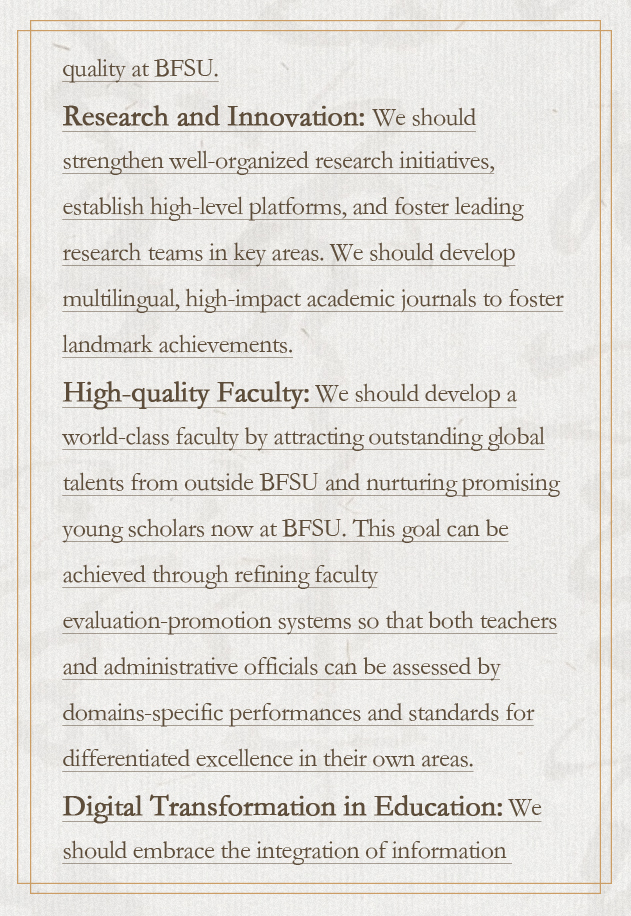 quality at BFSU.
Research and Innovation: We should
strengthen well-organized research initiatives,
establish high-level platforms, and foster leading
research teams in key areas. We should develop
multilingual, high-impact academic journals to foster
landmark achievements.
High-quality Faculty: We should develop a
world-class faculty by attracting outstanding global
talents from outside BFSU and nurturing promising
young scholars now at BFSU. This goal can be
achieved through refining faculty
evaluation-promotion systems so that both teachers
and administrative officials can be assessed by
domains-specific performances and standards for
differentiated excellence in their own areas.
Digital Transformation in Education: We
should embrace the integration of information